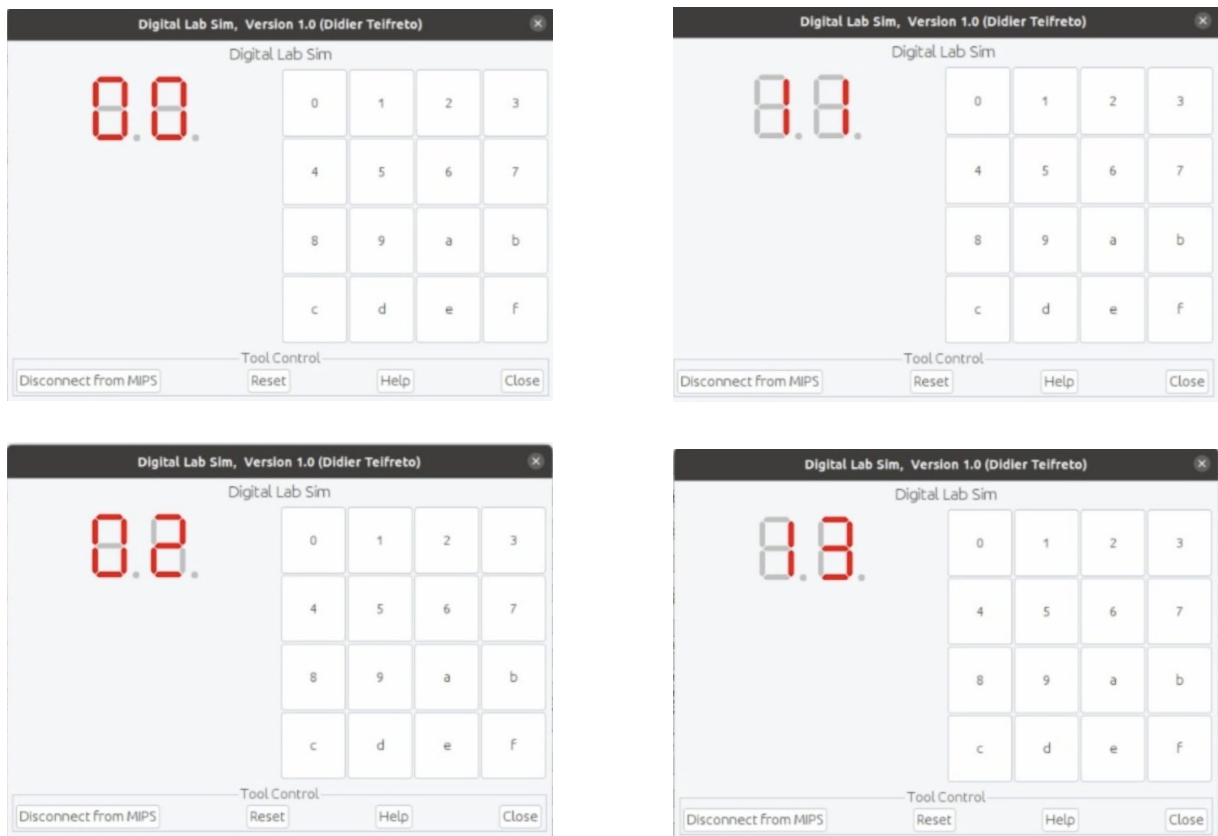 Digital Lab Sim, Version 1.0 (Didier Teifreto)
Digital Lab Sim
00
0 1 2 3
4 5 6 7
8 9 a b
c d e f
Tool Control
Disconnect from MIPS Reset Help Close
Digital Lab Sim, Version 1.0 (Didier Teifreto)
Digital Lab Sim
11
0 1 2 3
4 5 6 7
8 9 a b
c d e f
Tool Control
Disconnect from MIPS Reset Help Close
Digital Lab Sim, Version 1.0 (Didier Teifreto)
Digital Lab Sim
02
0 1 2 3
4 5 6 7
8 9 a b
c d e f
Tool Control
Disconnect from MIPS Reset Help Close
Digital Lab Sim, Version 1.0 (Didier Teifreto)
Digital Lab Sim
13
0 1 2 3
4 5 6 7
8 9 a b
c d e f
Tool Control
Disconnect from MIPS Reset Help Close